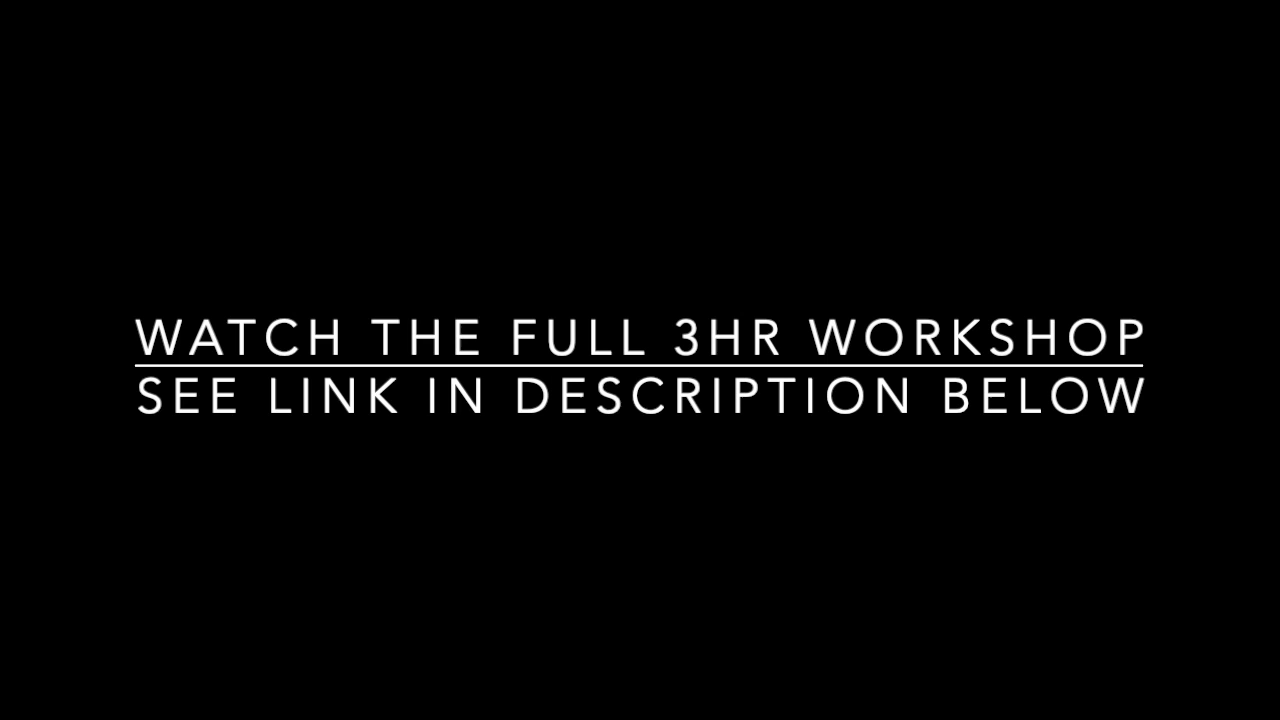 WATCH THE FULL 3HR WORKSHOP
SEE LINK IN DESCRIPTION BELOW